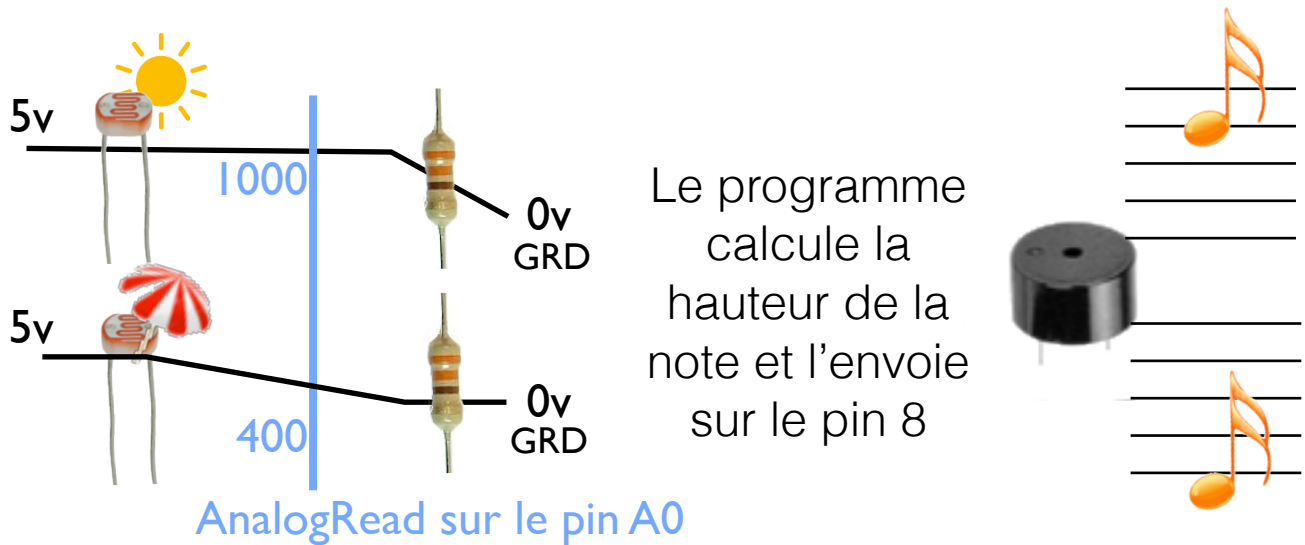 5v
1000
0v
GRD
5v
400
0v
GRD
AnalogRead sur le pin A0
Le programme
calcule la
hauteur de la
note et l’envoie
sur le pin 8